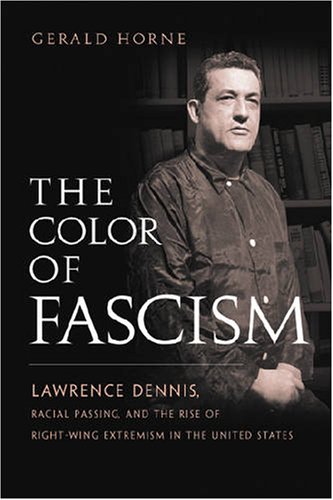 GERALD HORNE
THE
COLOR
OF
FASCISM
LAWRENCE DENNIS,
RACIAL PASSING, AND THE RISE OF
RIGHT-WING EXTREMISM IN THE UNITED STATES